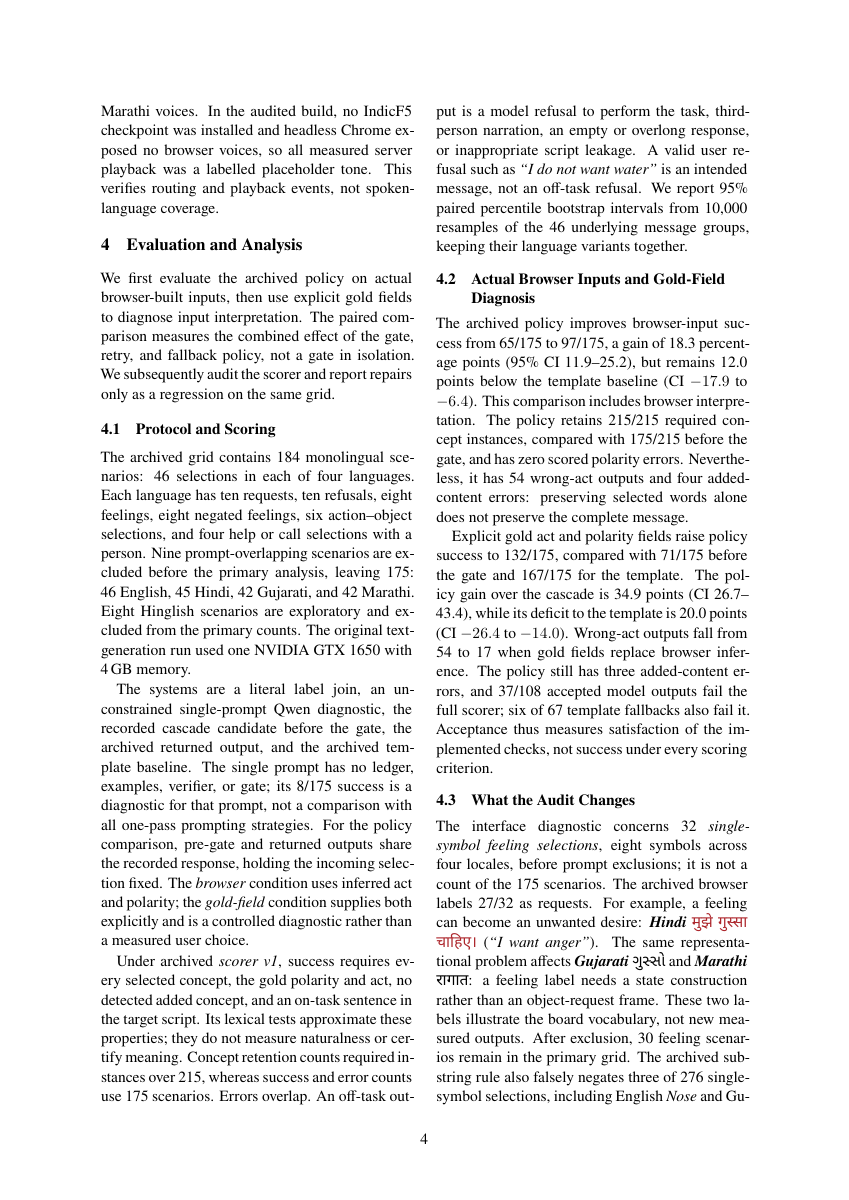 Marathi voices. In the audited build, no IndicF5
checkpoint was installed and headless Chrome ex-
posed no browser voices, so all measured server
playback was a labelled placeholder tone. This
verifies routing and playback events, not spoken-
language coverage.
4 Evaluation and Analysis
We first evaluate the archived policy on actual
browser-built inputs, then use explicit gold fields
to diagnose input interpretation. The paired com-
parison measures the combined effect of the gate,
retry, and fallback policy, not a gate in isolation.
We subsequently audit the scorer and report repairs
only as a regression on the same grid.
4.1 Protocol and Scoring
The archived grid contains 184 monolingual sce-
narios: 46 selections in each of four languages.
Each language has ten requests, ten refusals, eight
feelings, eight negated feelings, six action–object
selections, and four help or call selections with a
person. Nine prompt-overlapping scenarios are ex-
cluded before the primary analysis, leaving 175:
46 English, 45 Hindi, 42 Gujarati, and 42 Marathi.
Eight Hinglish scenarios are exploratory and ex-
cluded from the primary counts. The original text-
generation run used one NVIDIA GTX 1650 with
4 GB memory.
The systems are a literal label join, an un-
constrained single-prompt Qwen diagnostic, the
recorded cascade candidate before the gate, the
archived returned output, and the archived tem-
plate baseline. The single prompt has no ledger,
examples, verifier, or gate; its 8/175 success is a
diagnostic for that prompt, not a comparison with
all one-pass prompting strategies. For the policy
comparison, pre-gate and returned outputs share
the recorded response, holding the incoming selec-
tion fixed. The browser condition uses inferred act
and polarity; the gold-field condition supplies both
explicitly and is a controlled diagnostic rather than
a measured user choice.
Under archived scorer v1, success requires ev-
ery selected concept, the gold polarity and act, no
detected added concept, and an on-task sentence in
the target script. Its lexical tests approximate these
properties; they do not measure naturalness or cer-
tify meaning. Concept retention counts required in-
stances over 215, whereas success and error counts
use 175 scenarios. Errors overlap. An off-task out-
put is a model refusal to perform the task, third-
person narration, an empty or overlong response,
or inappropriate script leakage. A valid user re-
fusal such as “I do not want water” is an intended
message, not an off-task refusal. We report 95%
paired percentile bootstrap intervals from 10,000
resamples of the 46 underlying message groups,
keeping their language variants together.
4.2 Actual Browser Inputs and Gold-Field
Diagnosis
The archived policy improves browser-input suc-
cess from 65/175 to 97/175, a gain of 18.3 percent-
age points (95% CI 11.9–25.2), but remains 12.0
points below the template baseline (CI −17.9 to
−6.4). This comparison includes browser interpre-
tation. The policy retains 215/215 required con-
cept instances, compared with 175/215 before the
gate, and has zero scored polarity errors. Neverthe-
less, it has 54 wrong-act outputs and four added-
content errors: preserving selected words alone
does not preserve the complete message.
Explicit gold act and polarity fields raise policy
success to 132/175, compared with 71/175 before
the gate and 167/175 for the template. The pol-
icy gain over the cascade is 34.9 points (CI 26.7–
43.4), while its deficit to the template is 20.0 points
(CI −26.4 to −14.0). Wrong-act outputs fall from
54 to 17 when gold fields replace browser infer-
ence. The policy still has three added-content er-
rors, and 37/108 accepted model outputs fail the
full scorer; six of 67 template fallbacks also fail it.
Acceptance thus measures satisfaction of the im-
plemented checks, not success under every scoring
criterion.
4.3 What the Audit Changes
The interface diagnostic concerns 32 single-
symbol feeling selections, eight symbols across
four locales, before prompt exclusions; it is not a
count of the 175 scenarios. The archived browser
labels 27/32 as requests. For example, a feeling
can become an unwanted desire: Hindi मुझे गुस्सा
चाहिए। (“I want anger”). The same representa-
tional problem affects Gujarati ગુસ્સો and Marathi
रागात: a feeling label needs a state construction
rather than an object-request frame. These two la-
bels illustrate the board vocabulary, not new mea-
sured outputs. After exclusion, 30 feeling scenar-
ios remain in the primary grid. The archived sub-
string rule also falsely negates three of 276 single-
symbol selections, including English Nose and Gu-
4